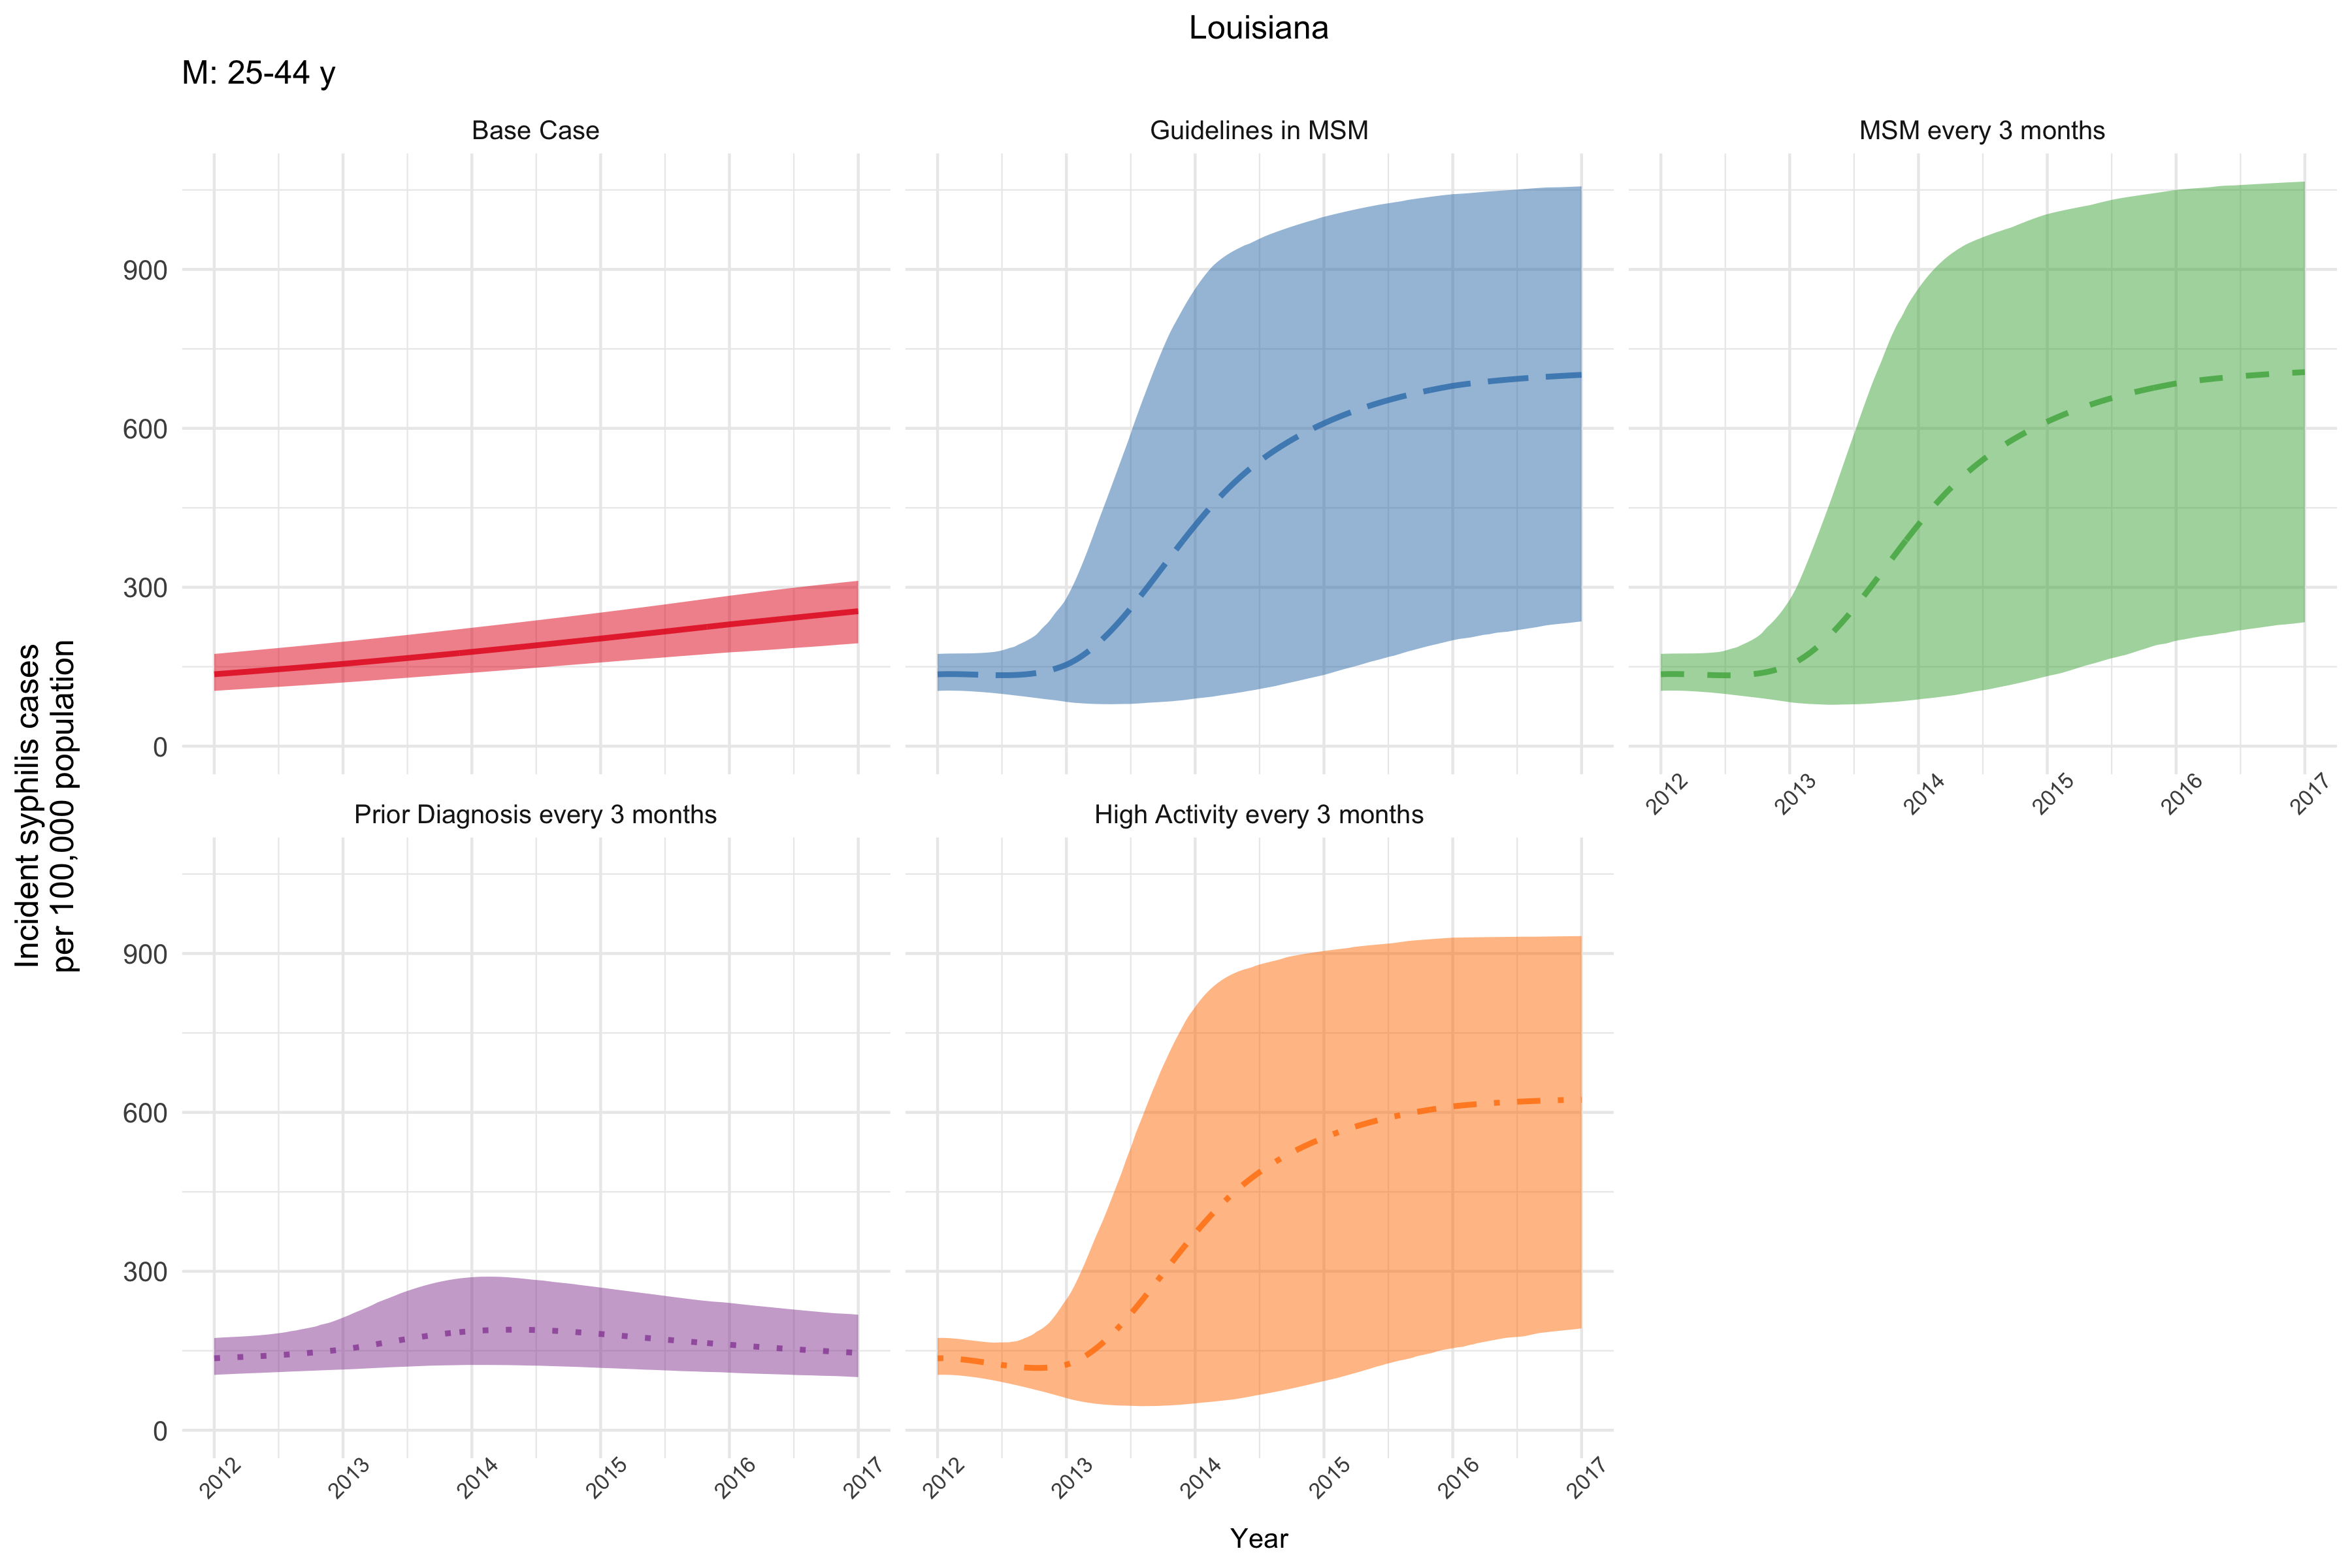 Louisiana
M: 25-44 y
Base Case
Guidelines in MSM
MSM every 3 months
900
600
300
0
2012
2013
2014
2015
2016
2017
Incident syphilis cases
per 100,000 population
Prior Diagnosis every 3 months
High Activity every 3 months
900
600
300
0
2012
2013
2014
2015
2016
2017
2012
2013
2014
2015
2016
2017
Year